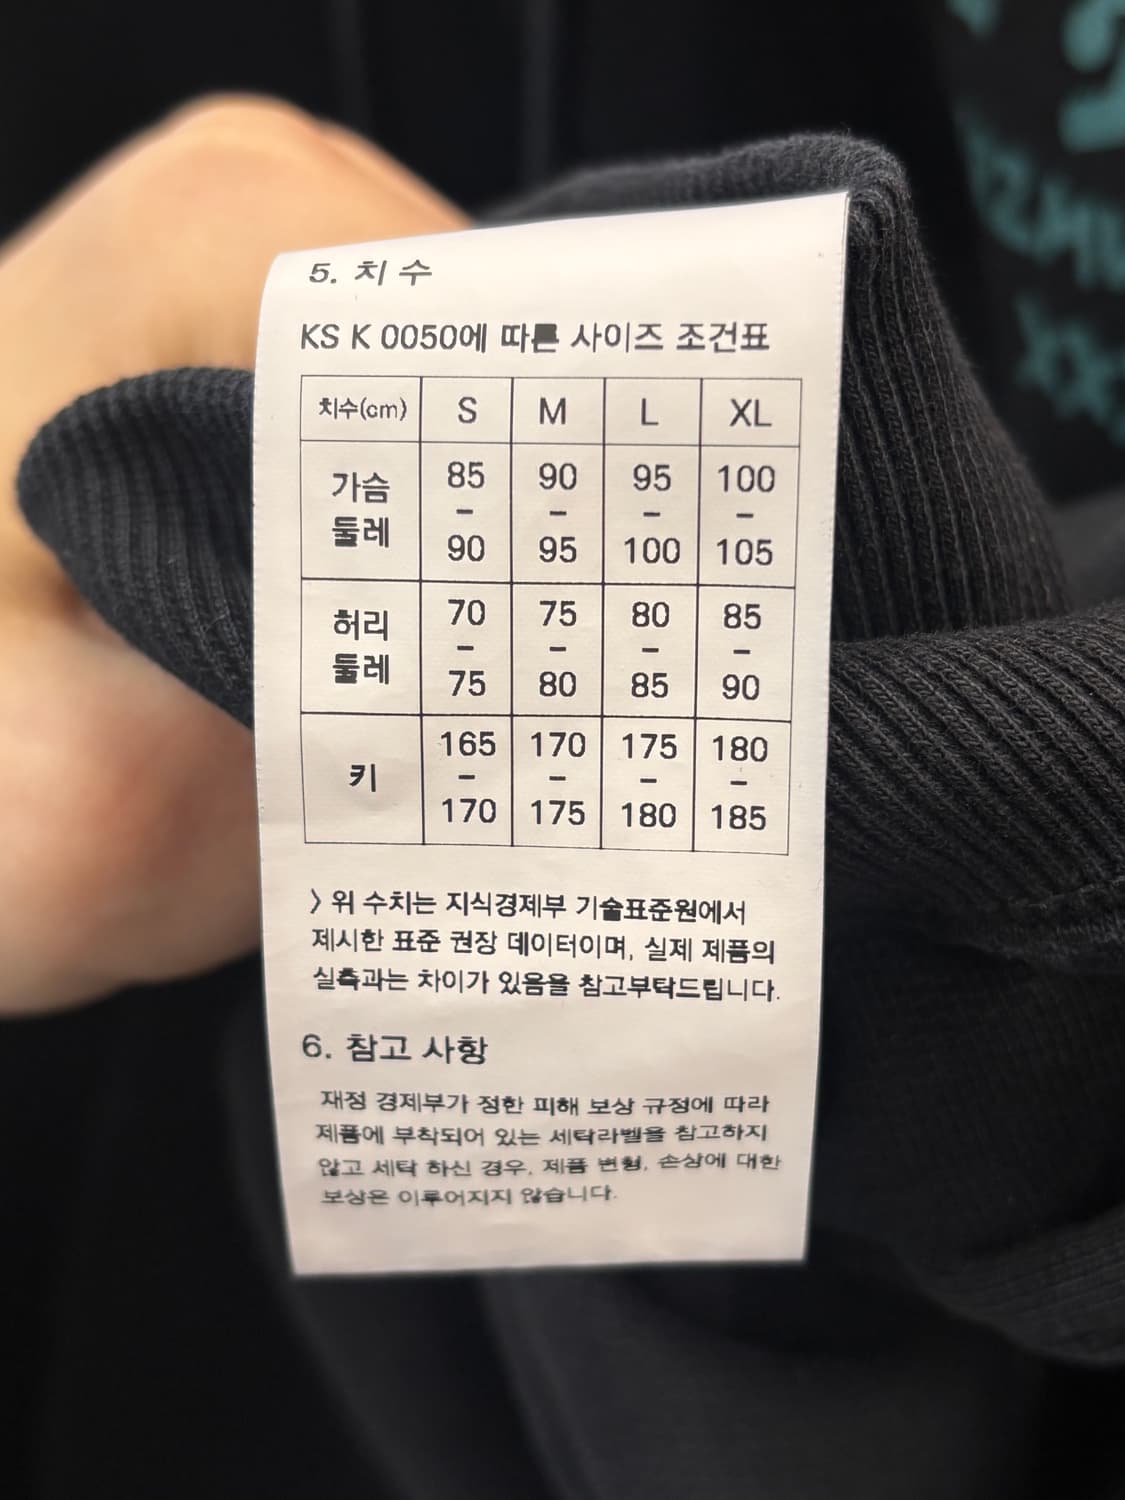 5. 치 수
KS K 0050에 따른 사이즈 조건표
치수(cm) S M L XL
가슴 둘레 85 - 90 90 - 95 95 - 100 100 - 105
허리 둘레 70 - 75 75 - 80 80 - 85 85 - 90
키 165 - 170 170 - 175 175 - 180 180 - 185
〉위 수치는 지식경제부 기술표준원에서
제시한 표준 권장 데이터이며, 실제 제품의
실측과는 차이가 있음을 참고부탁드립니다.
6. 참고 사항
재정 경제부가 정한 피해 보상 규정에 따라
제품에 부착되어 있는 세탁라벨을 참고하지
않고 세탁 하신 경우, 제품 변형, 손상에 대한
보상은 이루어지지 않습니다.